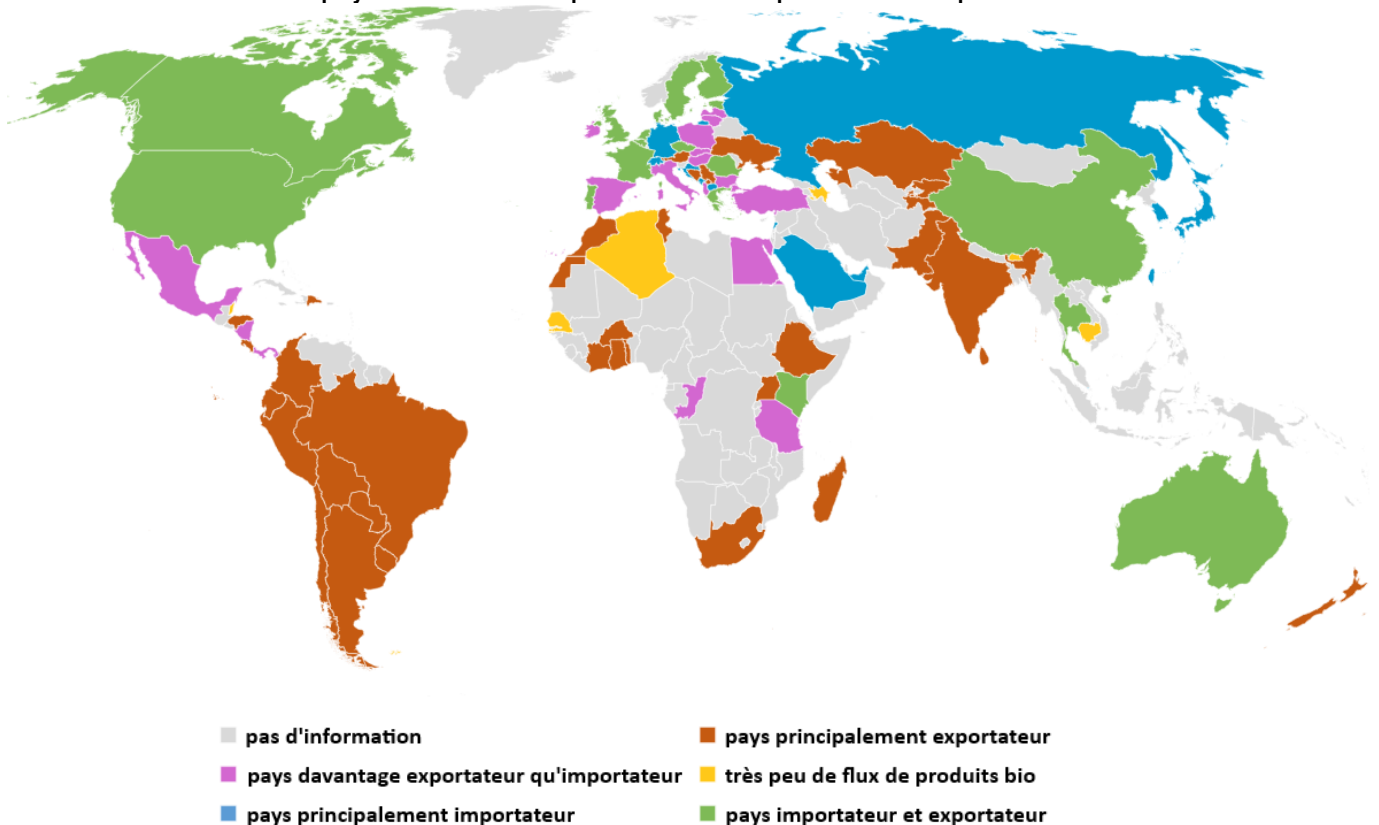 pas d'information
pays principalement exportateur
pays davantage exportateur qu'importateur
très peu de flux de produits bio
pays principalement importateur
pays importateur et exportateur